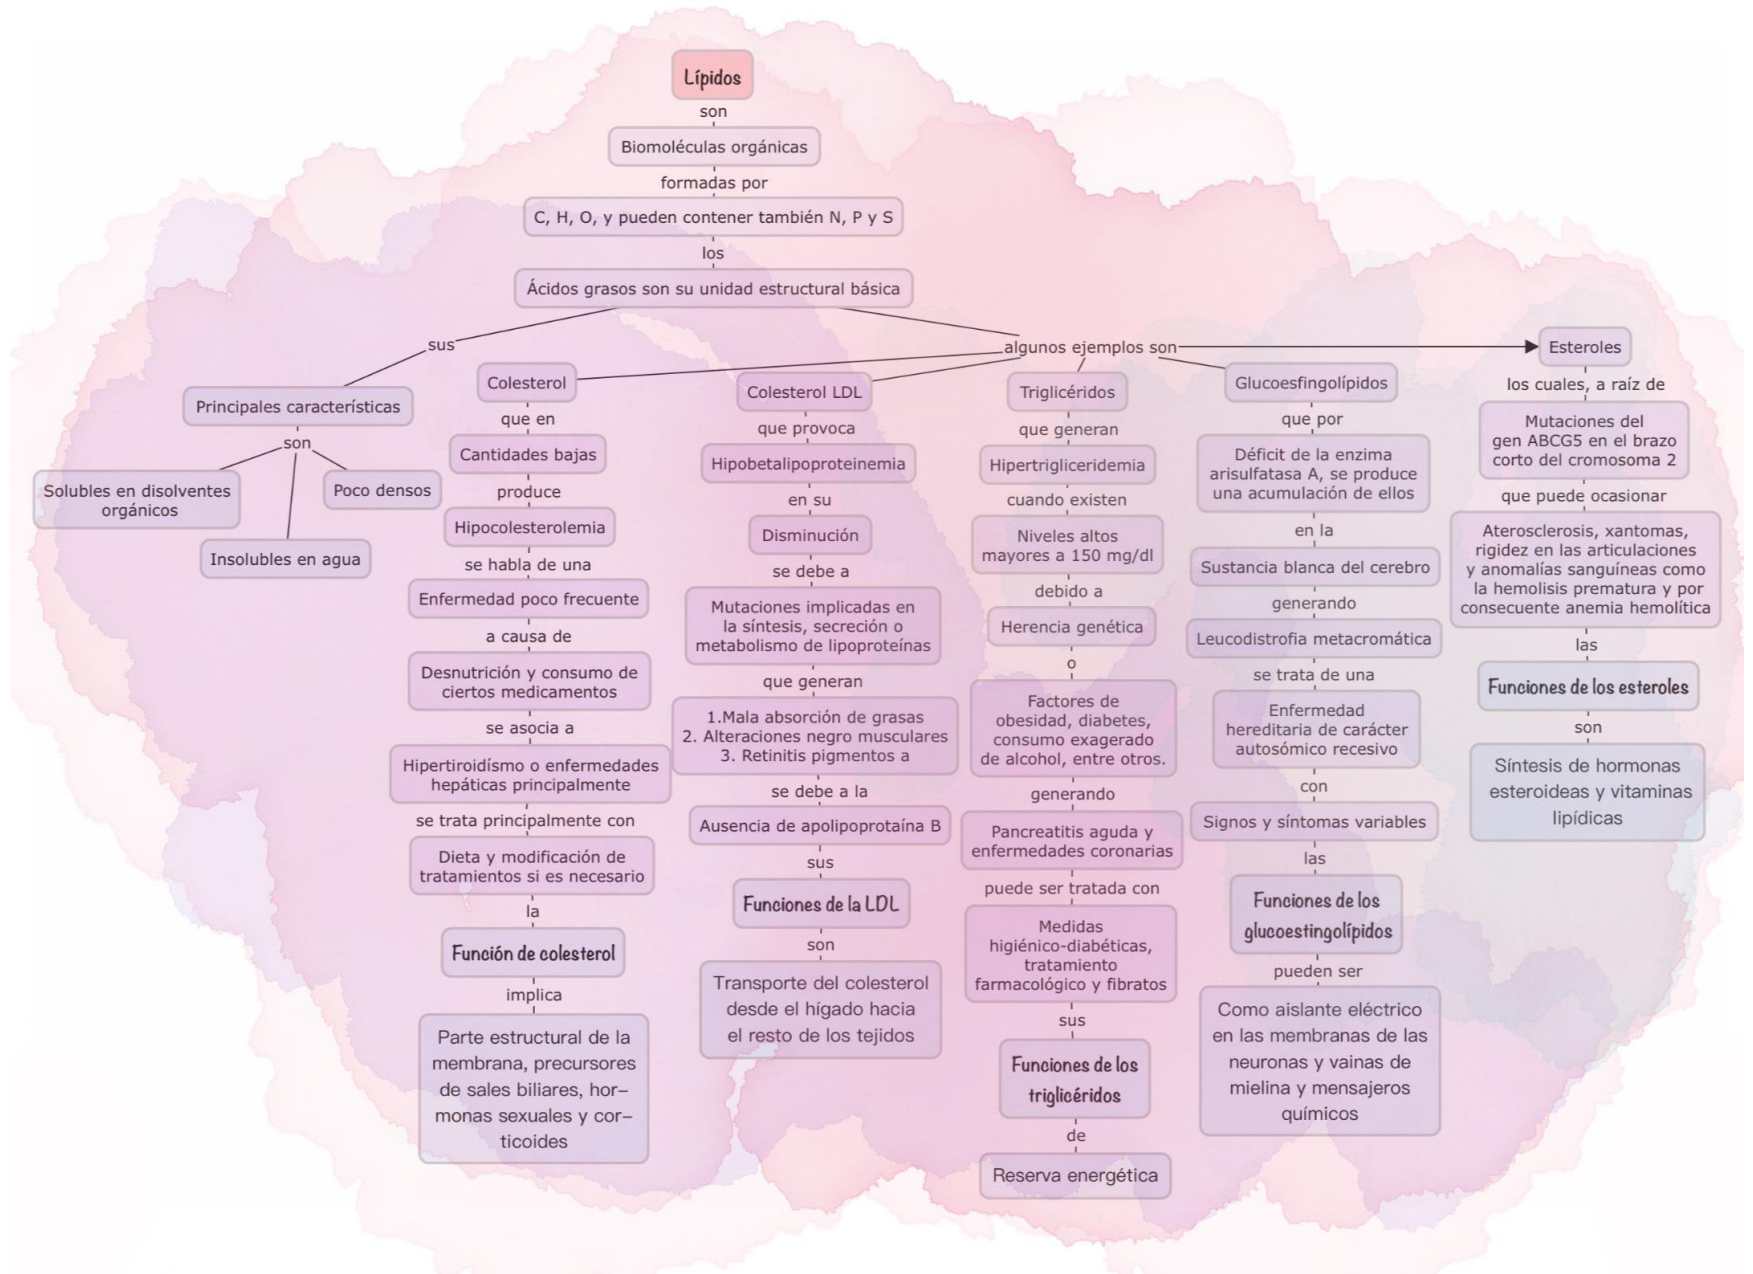 Lípidos
son
Biomoléculas orgánicas
formadas por
C, H, O, y pueden contener también N, P y S
los
Ácidos grasos son su unidad estructural básica
sus
Principales características
son
Solubles en disolventes
orgánicos
Insolubles en agua
Poco densos
algunos ejemplos son
Colesterol
que en
Cantidades bajas
produce
Hipocolesterolemia
se habla de una
Enfermedad poco frecuente
a causa de
Desnutrición y consumo de
ciertos medicamentos
se asocia a
Hipertiroidísmo o enfermedades
hepáticas principalmente
se trata principalmente con
Dieta y modificación de
tratamientos si es necesario
la
Función de colesterol
implica
Parte estructural de la
membrana, precursores
de sales biliares, hor-
monas sexuales y cor-
ticoides
Colesterol LDL
que provoca
Hipobetalipoproteinemia
en su
Disminución
se debe a
Mutaciones implicadas en
la síntesis, secreción o
metabolismo de lipoproteínas
que generan
1.Mala absorción de grasas
2. Alteraciones negro musculares
3. Retinitis pigmentos a
se debe a la
Ausencia de apolipoprotaína B
sus
Funciones de la LDL
son
Transporte del colesterol
desde el hígado hacia
el resto de los tejidos
Triglicéridos
que generan
Hipertrigliceridemia
cuando existen
Niveles altos
mayores a 150 mg/dl
debido a
Herencia genética
o
Factores de
obesidad, diabetes,
consumo exagerado
de alcohol, entre otros.
generando
Pancreatitis aguda y
enfermedades coronarias
puede ser tratada con
Medidas
higiénico-diabéticas,
tratamiento
farmacológico y fibratos
sus
Funciones de los
triglicéridos
de
Reserva energética
Glucoesfingolípidos
que por
Déficit de la enzima
arisulfatasa A, se produce
una acumulación de ellos
en la
Sustancia blanca del cerebro
generando
Leucodistrofia metacromática
se trata de una
Enfermedad
hereditaria de carácter
autosómico recesivo
con
Signos y síntomas variables
las
Funciones de los
glucoestingolípidos
pueden ser
Como aislante eléctrico
en las membranas de las
neuronas y vainas de
mielina y mensajeros
químicos
Esteroles
los cuales, a raíz de
Mutaciones del
gen ABCG5 en el brazo
corto del cromosoma 2
que puede ocasionar
Aterosclerosis, xantomas,
rigidez en las articulaciones
y anomalías sanguíneas como
la hemolisis prematura y por
consecuente anemia hemolítica
las
Funciones de los esteroles
son
Síntesis de hormonas
esteroideas y vitaminas
lipídicas